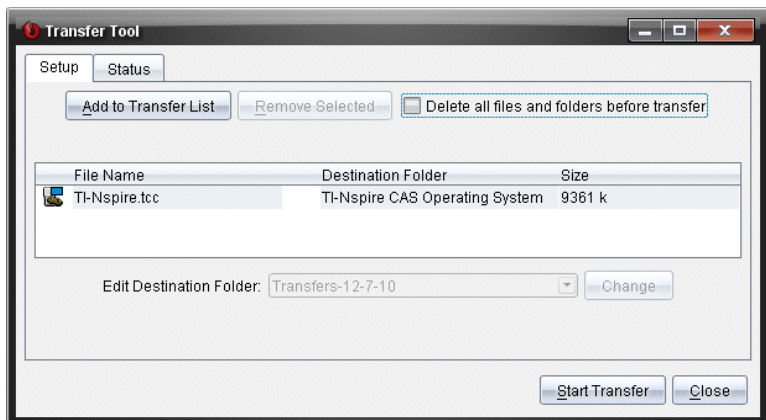 Transfer Tool
Setup Status
Add to Transfer List Remove Selected Delete all files and folders before transfer
File Name Destination Folder Size
TI-Nspire.tcc TI-Nspire CAS Operating System 9361 k
Edit Destination Folder: Transfers-12-7-10 Change
Start Transfer Close